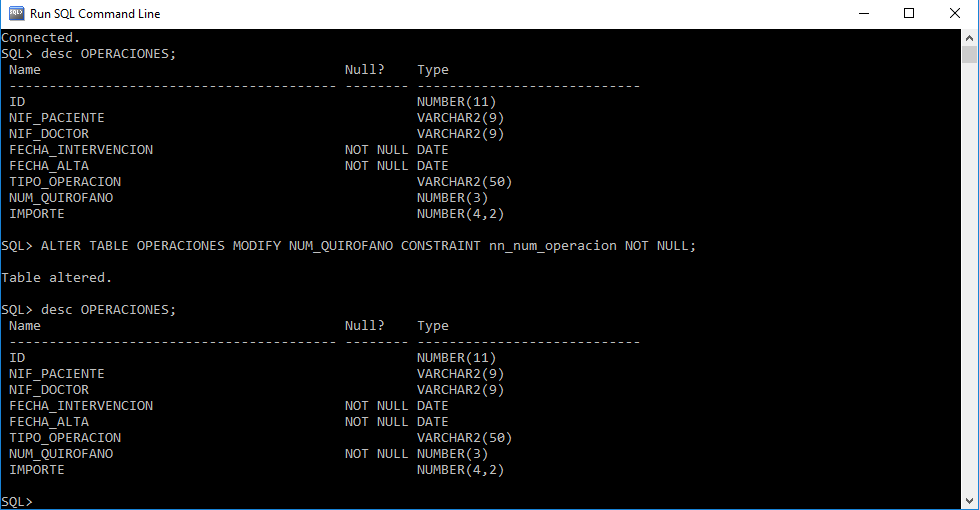 SQL> Run SQL Command Line
Connected.
SQL> desc OPERACIONES;
 Name                                      Null?    Type
 ----------------------------------------- -------- ----------------------------
 ID                                                 NUMBER(11)
 NIF_PACIENTE                                       VARCHAR2(9)
 NIF_DOCTOR                                         VARCHAR2(9)
 FECHA_INTERVENCION                        NOT NULL DATE
 FECHA_ALTA                                NOT NULL DATE
 TIPO_OPERACION                                     VARCHAR2(50)
 NUM_QUIROFANO                                      NUMBER(3)
 IMPORTE                                            NUMBER(4,2)
SQL> ALTER TABLE OPERACIONES MODIFY NUM_QUIROFANO CONSTRAINT nn_num_operacion NOT NULL;
Table altered.
SQL> desc OPERACIONES;
 Name                                      Null?    Type
 ----------------------------------------- -------- ----------------------------
 ID                                                 NUMBER(11)
 NIF_PACIENTE                                       VARCHAR2(9)
 NIF_DOCTOR                                         VARCHAR2(9)
 FECHA_INTERVENCION                        NOT NULL DATE
 FECHA_ALTA                                NOT NULL DATE
 TIPO_OPERACION                                     VARCHAR2(50)
 NUM_QUIROFANO                             NOT NULL NUMBER(3)
 IMPORTE                                            NUMBER(4,2)
SQL>